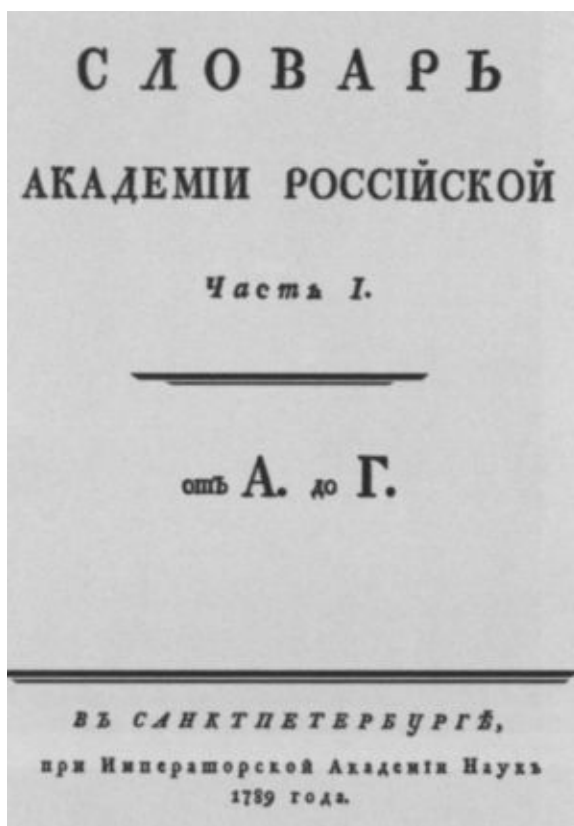 СЛОВАРЬ
АКАДЕМІИ РОССІЙСКОЙ
Часть I.
отъ А. до Г.
ВЪ САНКТПЕТЕРБУРГѢ,
при Императорской Академіи Наукъ
1789 года.